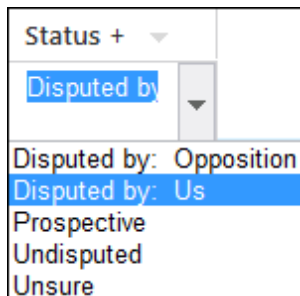 Status +
Disputed by
Disputed by:  Opposition
Disputed by:  Us
Prospective
Undisputed
Unsure